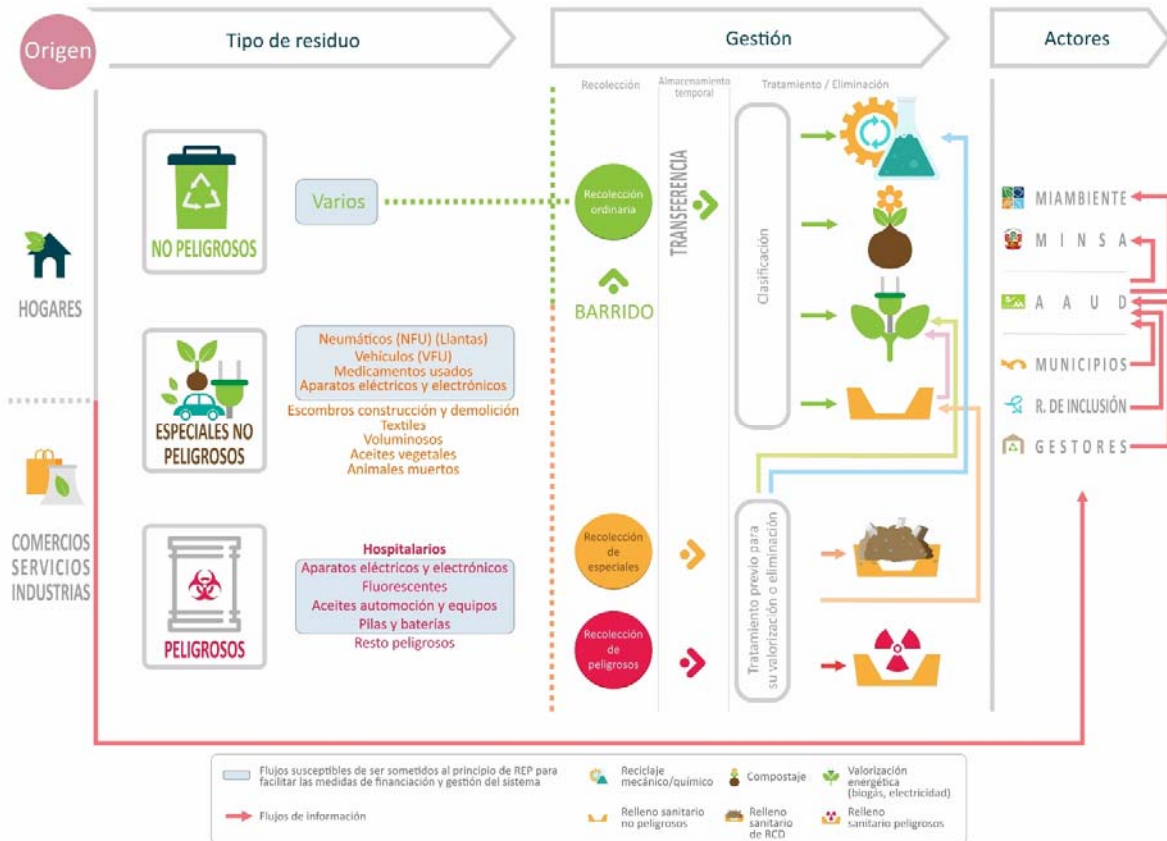 Origen
Tipo de residuo
Gestión
Actores
Recolección
Almacenamiento
temporal
Tratamiento / Eliminación
HOGARES
COMERCIOS
SERVICIOS
INDUSTRIAS
NO PELIGROSOS
Varios
ESPECIALES NO
PELIGROSOS
Neumáticos (NFU) (Llantas)
Vehículos (VFU)
Medicamentos usados
Aparatos eléctricos y electrónicos
Escombros construcción y demolición
Textiles
Voluminosos
Aceites vegetales
Animales muertos
PELIGROSOS
Hospitalarios
Aparatos eléctricos y electrónicos
Fluorescentes
Aceites automoción y equipos
Pilas y baterías
Resto peligrosos
Recolección
ordinaria
BARRIDO
Recolección
de
especiales
Recolección
de
peligrosos
TRANSFERENCIA
Clasificación
Tratamiento previo para
su valorización o eliminación
MIAMBIENTE
MINSA
AAUD
MUNICIPIOS
R. DE INCLUSIÓN
GESTORES
Flujos susceptibles de ser sometidos al principio de REP para
facilitar las medidas de financiación y gestión del sistema
Flujos de información
Reciclaje
mecánico/químico
Compostaje
Valorización
energética
(biogás, electricidad)
Relleno sanitario
no peligrosos
Relleno
sanitario
de RCD
Relleno
sanitario peligrosos